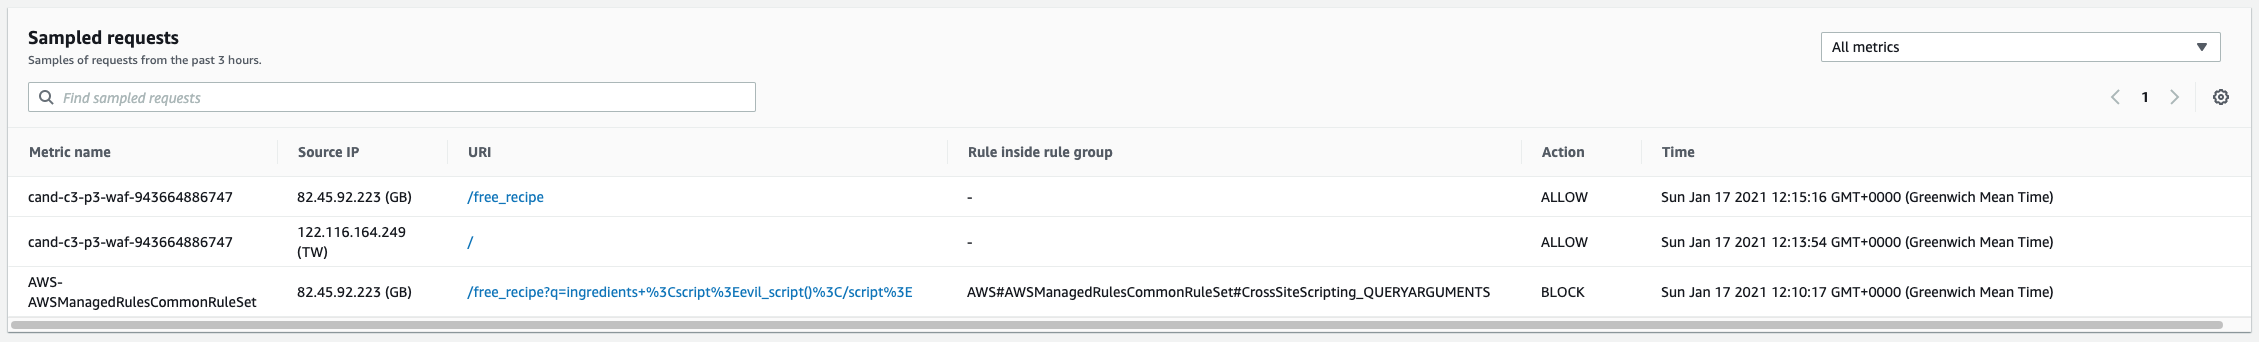 Sampled requests
Samples of requests from the past 3 hours.
All metrics
Find sampled requests
1
Metric name Source IP URI Rule inside rule group Action Time
cand-c3-p3-waf-943664886747 82.45.92.223 (GB) /free_recipe - ALLOW Sun Jan 17 2021 12:15:16 GMT+0000 (Greenwich Mean Time)
cand-c3-p3-waf-943664886747 122.116.164.249 (TW) / - ALLOW Sun Jan 17 2021 12:13:54 GMT+0000 (Greenwich Mean Time)
AWS-AWSManagedRulesCommonRuleSet 82.45.92.223 (GB) /free_recipe?q=ingredients+%3Cscript%3Eevil_script()%3C/script%3E AWS#AWSManagedRulesCommonRuleSet#CrossSiteScripting_QUERYARGUMENTS BLOCK Sun Jan 17 2021 12:10:17 GMT+0000 (Greenwich Mean Time)